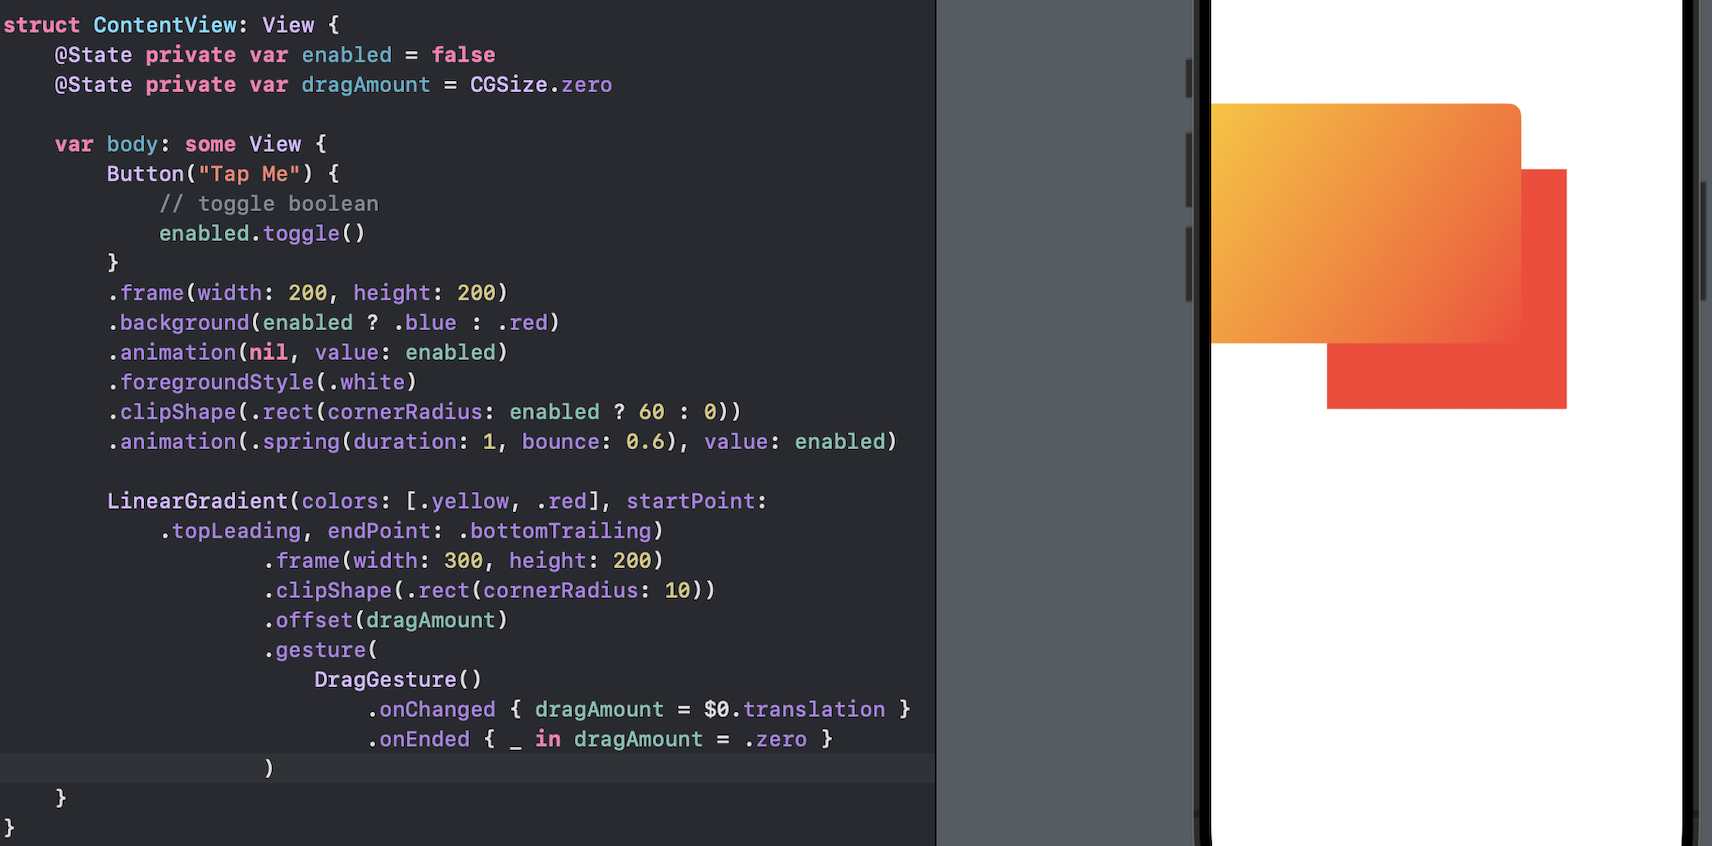 struct ContentView: View {
    @State private var enabled = false
    @State private var dragAmount = CGSize.zero

    var body: some View {
        Button("Tap Me") {
            // toggle boolean
            enabled.toggle()
        }
        .frame(width: 200, height: 200)
        .background(enabled ? .blue : .red)
        .animation(nil, value: enabled)
        .foregroundStyle(.white)
        .clipShape(.rect(cornerRadius: enabled ? 60 : 0))
        .animation(.spring(duration: 1, bounce: 0.6), value: enabled)

        LinearGradient(colors: [.yellow, .red], startPoint:
            .topLeading, endPoint: .bottomTrailing)
                    .frame(width: 300, height: 200)
                    .clipShape(.rect(cornerRadius: 10))
                    .offset(dragAmount)
                    .gesture(
                        DragGesture()
                            .onChanged { dragAmount = $0.translation }
                            .onEnded { _ in dragAmount = .zero }
                    )
    }
}